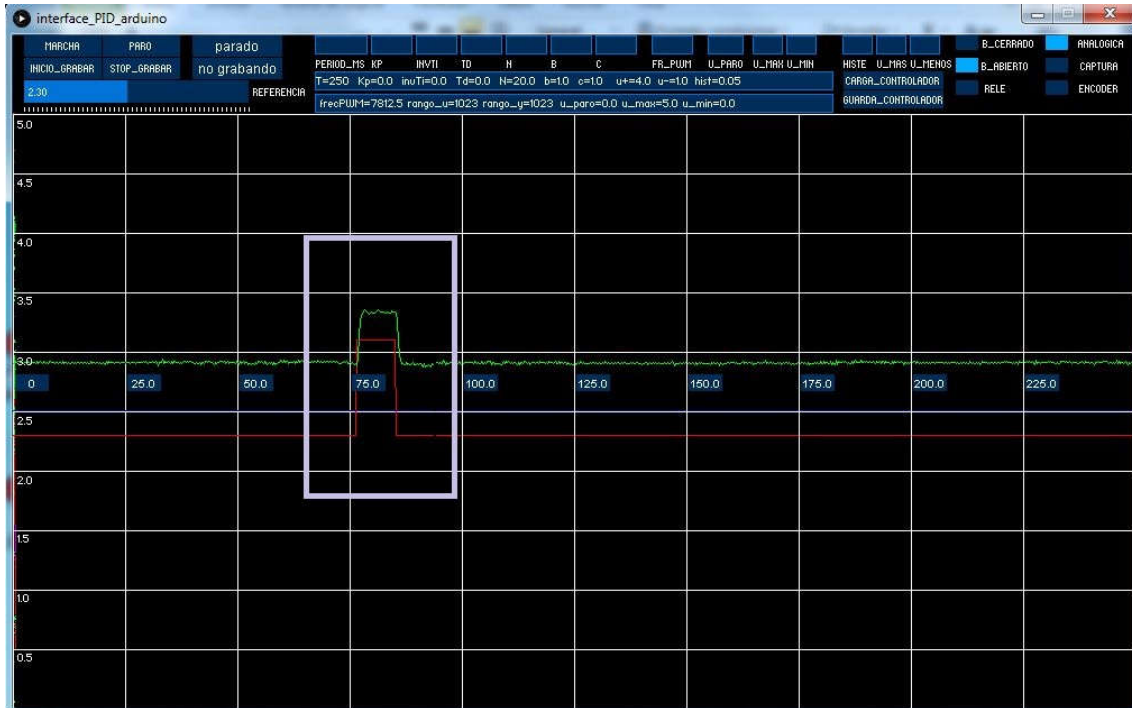 interface_PID_arduino
MARCHA PARO parado
INICIO_GRABAR STOP_GRABAR no grabando
2.30 REFERENCIA
PERIOD_MS KP INVTI TD N B C FR_PWM U_PARO U_MAX U_MIN HISTE U_MAS U_MENOS
T=250 Kp=0.0 invTi=0.0 Td=0.0 N=20.0 b=1.0 c=1.0 u+=4.0 u-=1.0 hist=0.05
frecPWM=7812.5 rango_u=1023 rango_y=1023 u_paro=0.0 u_max=5.0 u_min=0.0
CARGA_CONTROLADOR
GUARDA_CONTROLADOR
B_CERRADO ANALOGICA
B_ABIERTO CAPTURA
RELE ENCODER
5.0
4.5
4.0
3.5
3.0
0 25.0 50.0 75.0 100.0 125.0 150.0 175.0 200.0 225.0
2.5
2.0
1.5
1.0
0.5